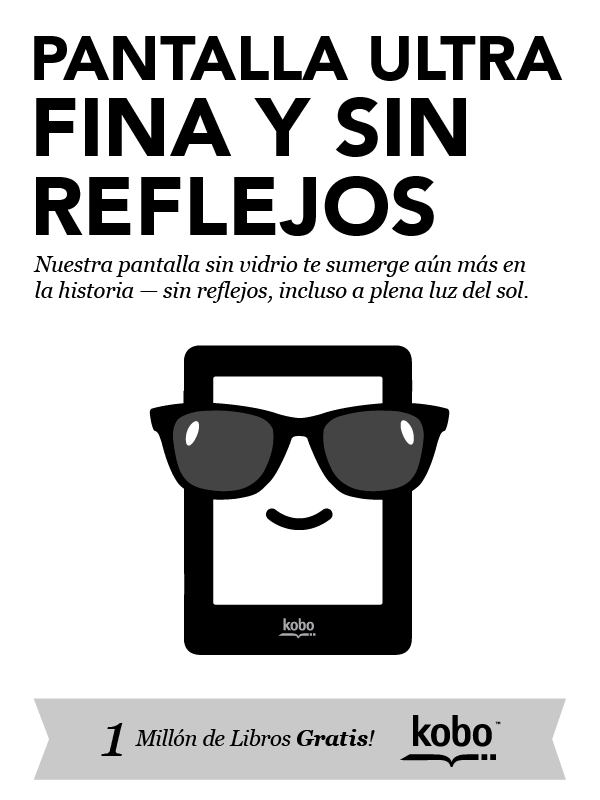 PANTALLA ULTRA
FINA Y SIN
REFLEJOS
Nuestra pantalla sin vidrio te sumerge aún más en
la historia — sin reflejos, incluso a plena luz del sol.
kobo
1 Millón de Libros Gratis!
kobo™